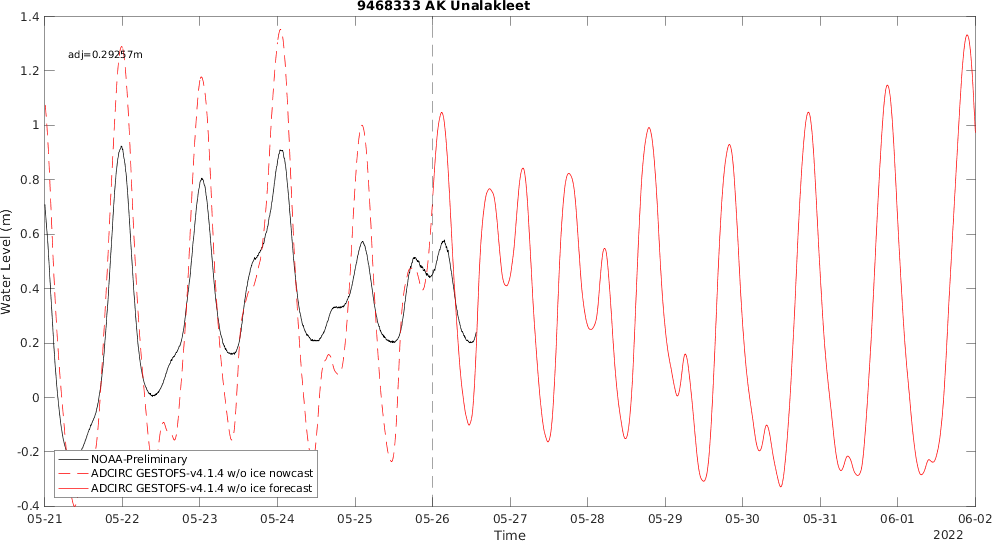 9468333 AK Unalakleet
adj=0.29257m
Water Level (m)
1.4
1.2
1
0.8
0.6
0.4
0.2
0
-0.2
-0.4
NOAA-Preliminary
ADCIRC GESTOFS-v4.1.4 w/o ice nowcast
ADCIRC GESTOFS-v4.1.4 w/o ice forecast
05-21 05-22 05-23 05-24 05-25 05-26 05-27 05-28 05-29 05-30 05-31 06-01 06-02
Time
2022